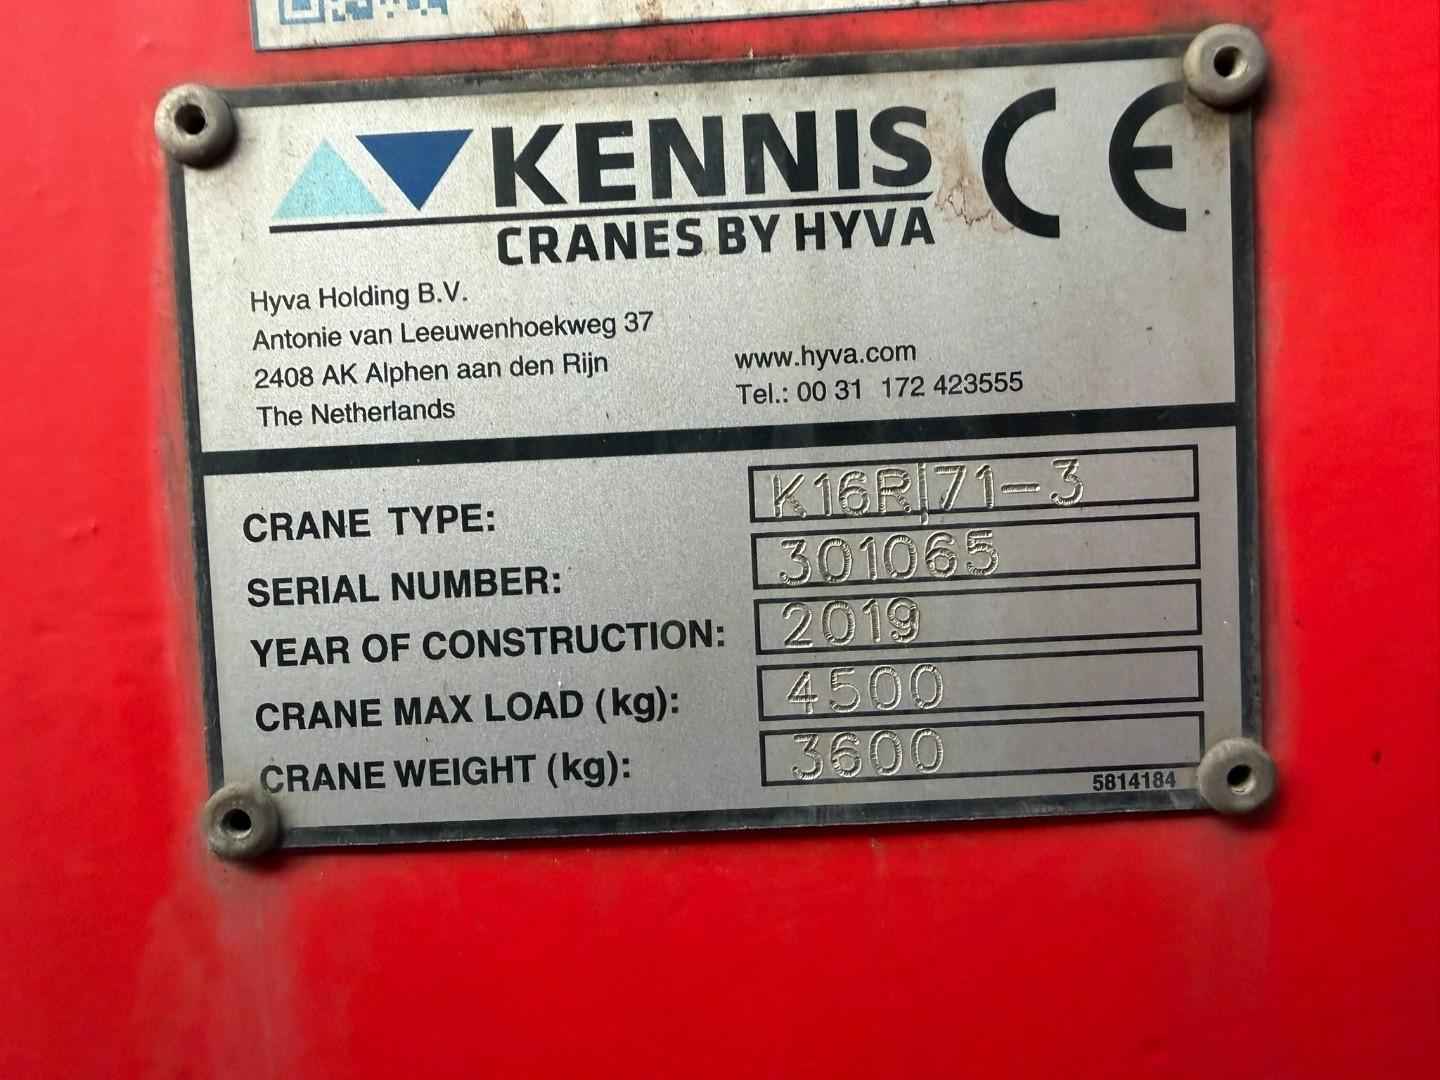 KENNIS
CRANES BY HYVA
CE
Hyva Holding B.V.
Antonie van Leeuwenhoekweg 37
2408 AK Alphen aan den Rijn
The Netherlands
www.hyva.com
Tel.: 00 31 172 423555
CRANE TYPE: K16R|71-3
SERIAL NUMBER: 301065
YEAR OF CONSTRUCTION: 2019
CRANE MAX LOAD (kg): 4500
CRANE WEIGHT (kg): 3600
5814184